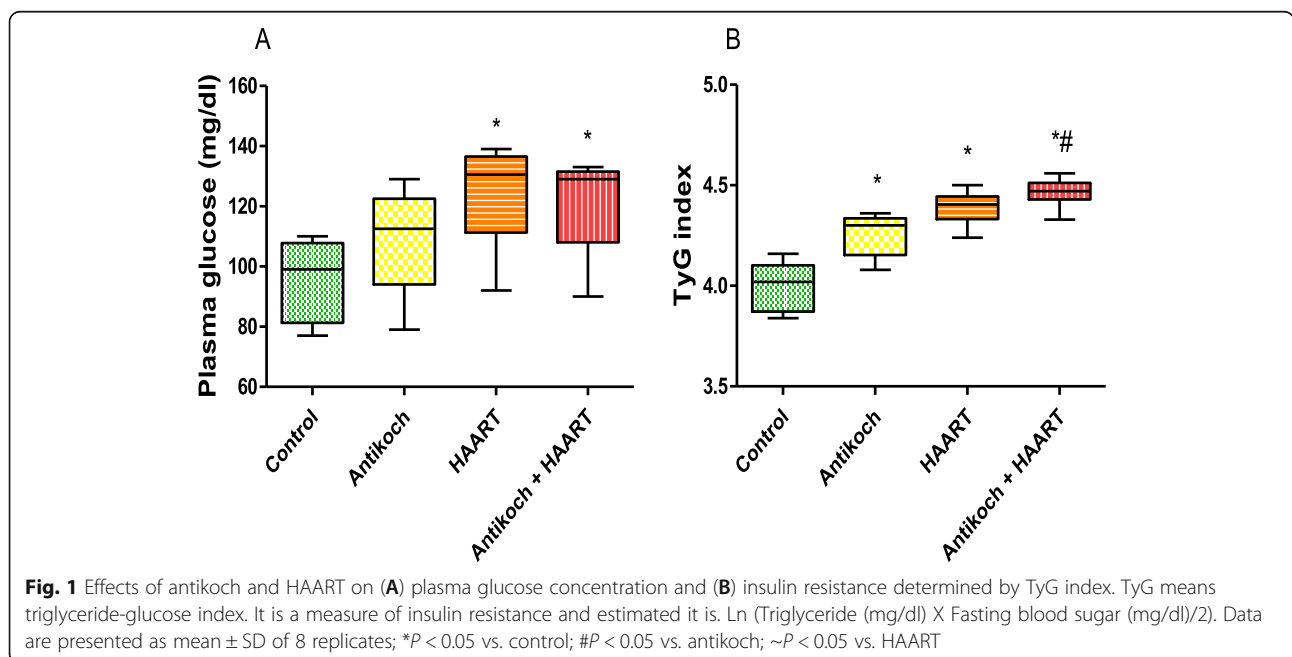 A
Plasma glucose (mg/dl)
160
140
120
100
80
60
*
*
Control
Antikoch
HAART
Antikoch + HAART
B
TyG index
5.0
4.5
4.0
3.5
*
*
*#
Control
Antikoch
HAART
Antikoch + HAART
Fig. 1 Effects of antikoch and HAART on (A) plasma glucose concentration and (B) insulin resistance determined by TyG index. TyG means
triglyceride-glucose index. It is a measure of insulin resistance and estimated it is. Ln (Triglyceride (mg/dl) X Fasting blood sugar (mg/dl)/2). Data
are presented as mean ± SD of 8 replicates; *P < 0.05 vs. control; #P < 0.05 vs. antikoch; ~P < 0.05 vs. HAART